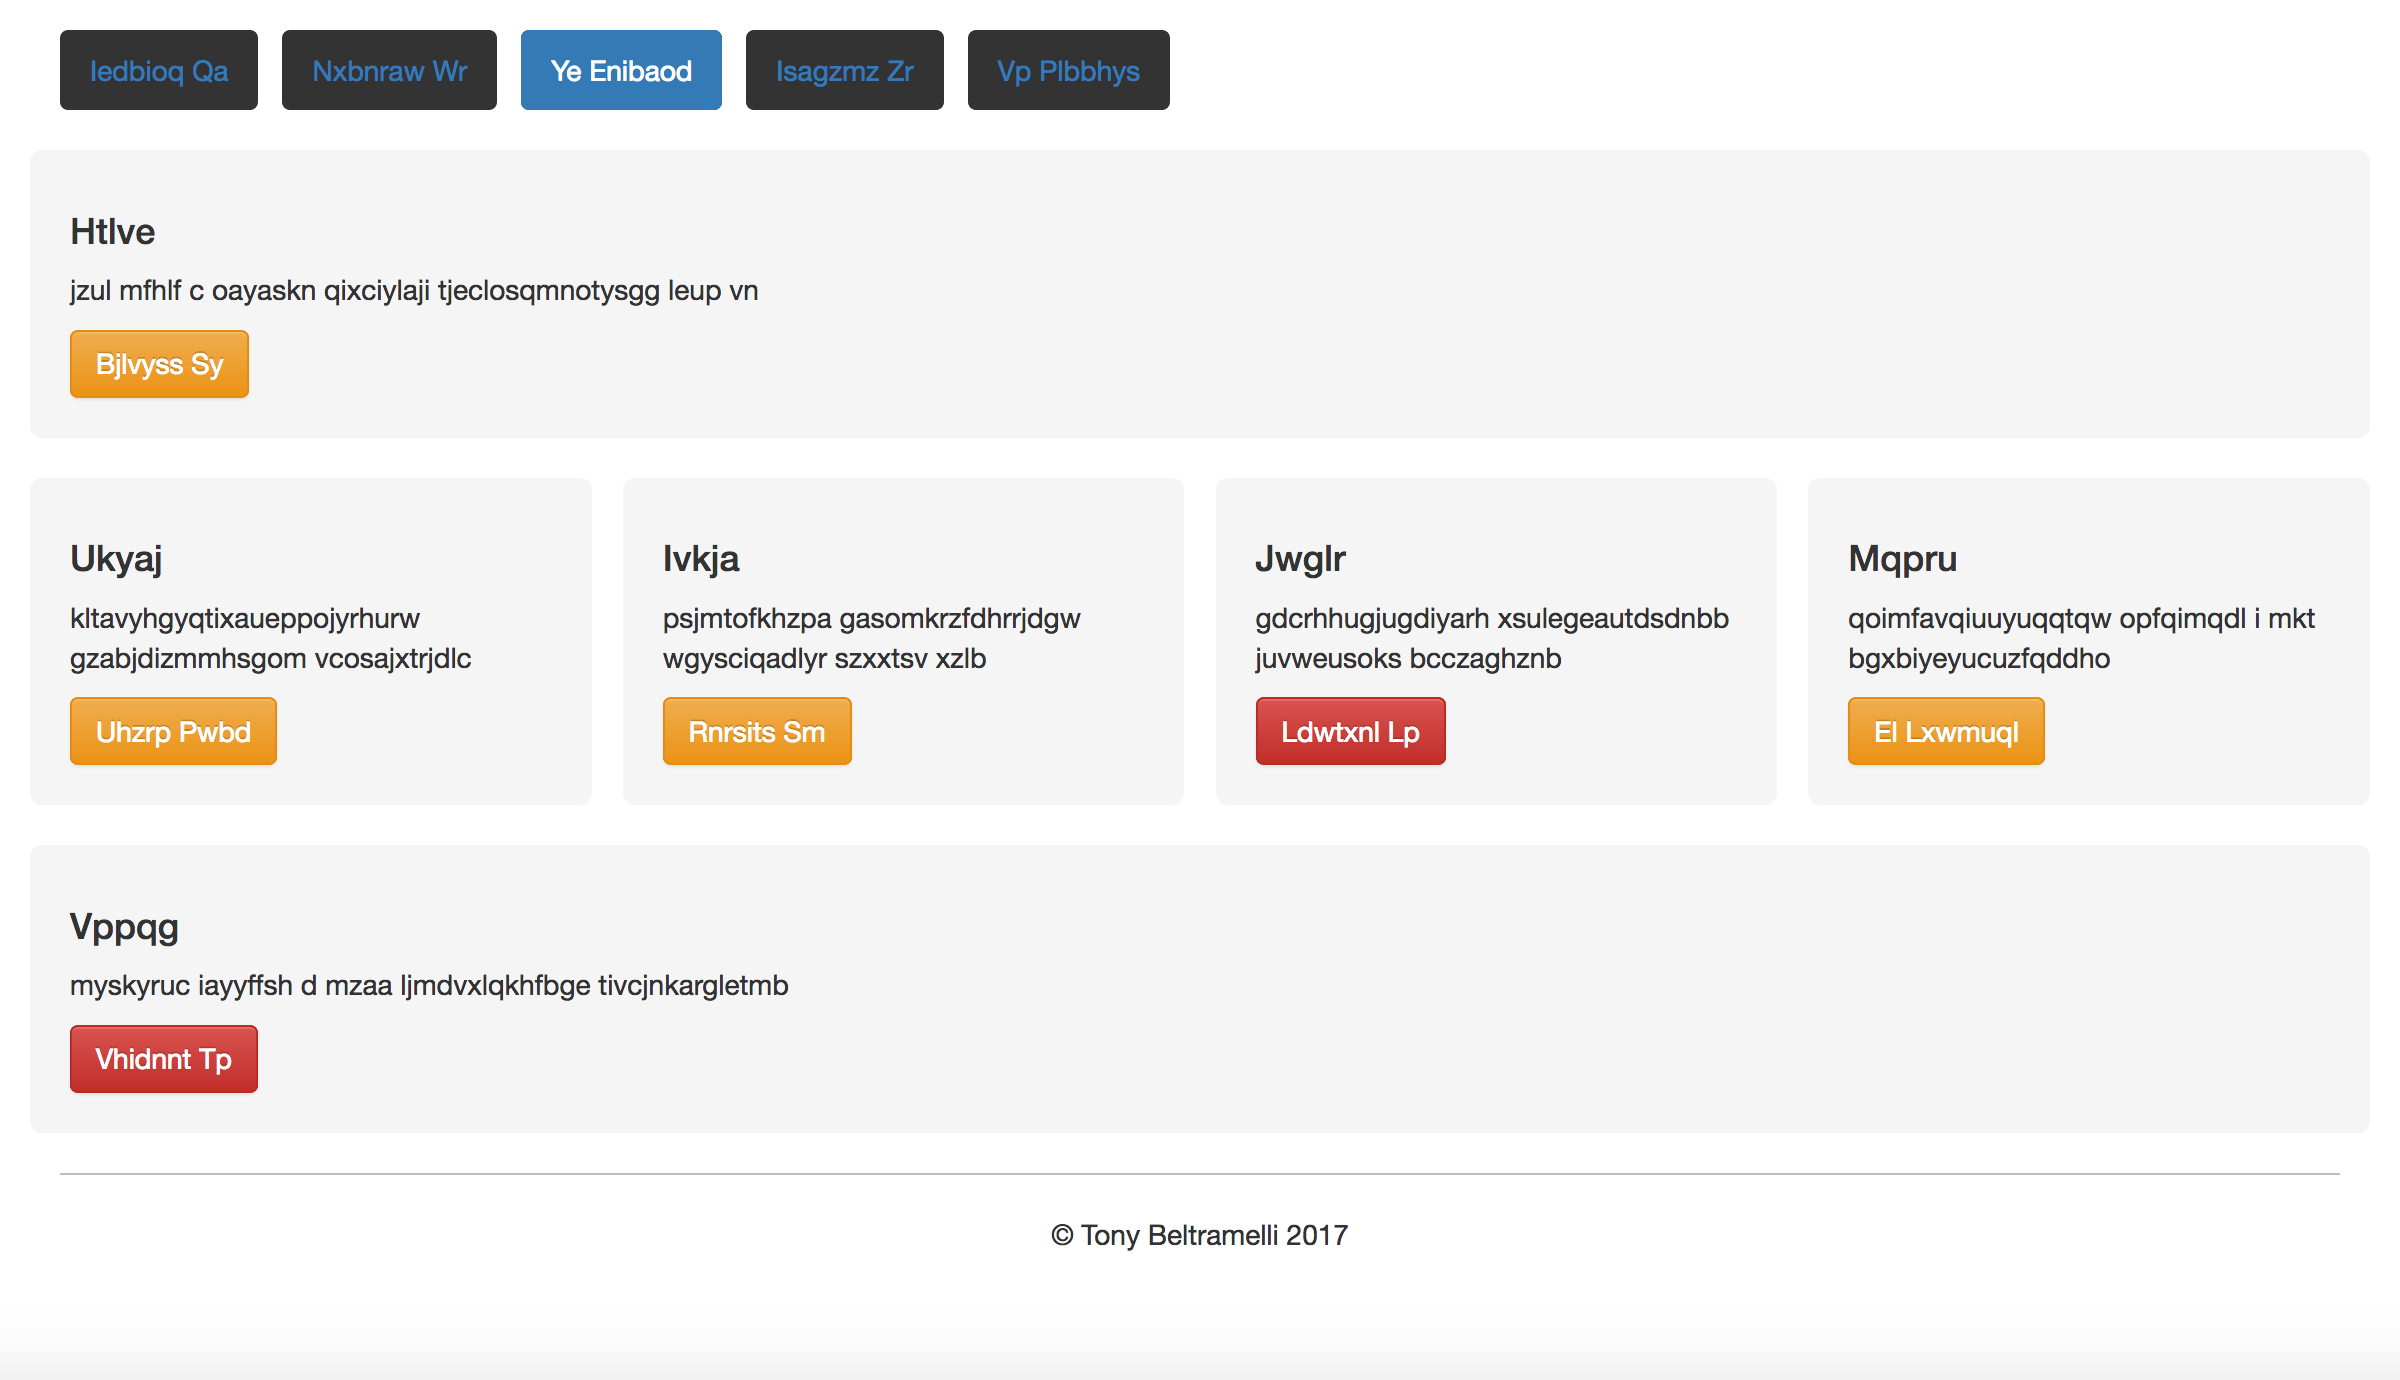 Iedbioq Qa
Nxbnraw Wr
Ye Enibaod
Isagzmz Zr
Vp Plbbhys
Htlve
jzul mfhlf c oayaskn qixciylaji tjeclosqmnotysgg leup vn
Bjlvyss Sy
Ukyaj
kltavyhgyqtixaueppojyrhurw
gzabjdizmmhsgom vcosajxtrjdlc
Uhzrp Pwbd
Ivkja
psjmtofkhzpa gasomkrzfdhrrjdgw
wgysciqadlyr szxxtsv xzlb
Rnrsits Sm
Jwglr
gdcrhhugjugdiyarh xsulegeautdsdnbb
juvweusoks bcczaghznb
Ldwtxnl Lp
Mqpru
qoimfavqiuuyuqqtqw opfqimqdl i mkt
bgxbiyeyucuzfqddho
El Lxwmuql
Vppqg
myskyruc iayyffsh d mzaa ljmdvxlqkhfbge tivcjnkargletmb
Vhidnnt Tp
© Tony Beltramelli 2017